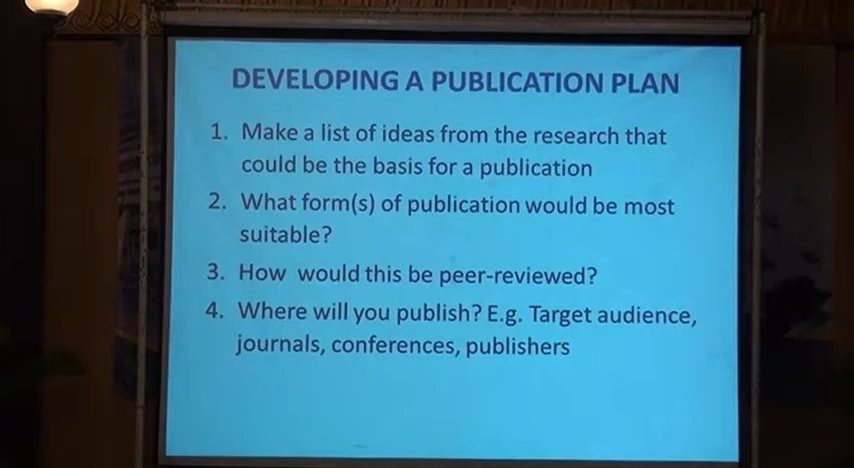 DEVELOPING A PUBLICATION PLAN
1. Make a list of ideas from the research that
could be the basis for a publication
2. What form(s) of publication would be most
suitable?
3. How would this be peer-reviewed?
4. Where will you publish? E.g. Target audience,
journals, conferences, publishers